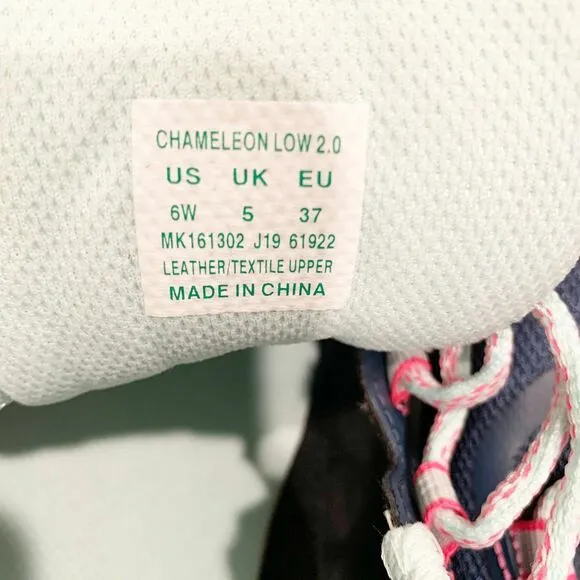 CHAMELEON LOW 2.0
US UK EU
6W 5 37
MK161302 J19 61922
LEATHER/TEXTILE UPPER
MADE IN CHINA